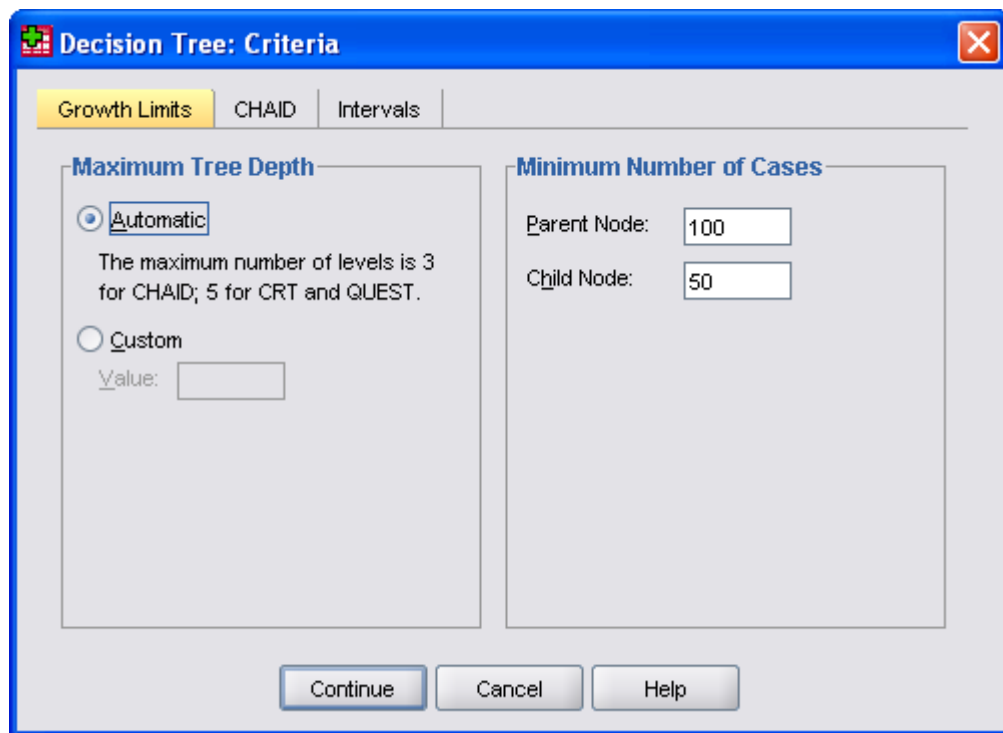 Decision Tree: Criteria
Growth Limits CHAID Intervals
Maximum Tree Depth
Automatic
The maximum number of levels is 3
for CHAID; 5 for CRT and QUEST.
Custom
Value:
Minimum Number of Cases
Parent Node: 100
Child Node: 50
Continue Cancel Help